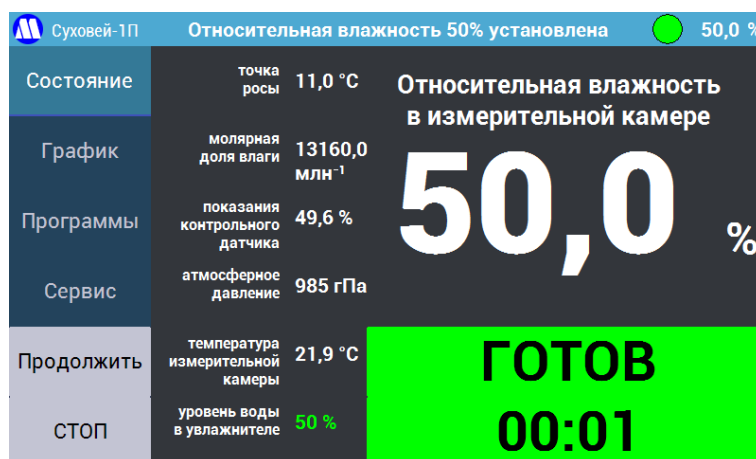 Суховей-1П
Относительная влажность 50% установлена
50,0 %
Состояние
График
Программы
Сервис
Продолжить
СТОП
точка
росы
11,0 °C
молярная
доля влаги
13160,0
млн⁻¹
показания
контрольного
датчика
49,6 %
атмосферное
давление
985 гПа
температура
измерительной
камеры
21,9 °C
уровень воды
в увлажнителе
50 %
Относительная влажность
в измерительной камере
50,0 %
ГОТОВ
00:01